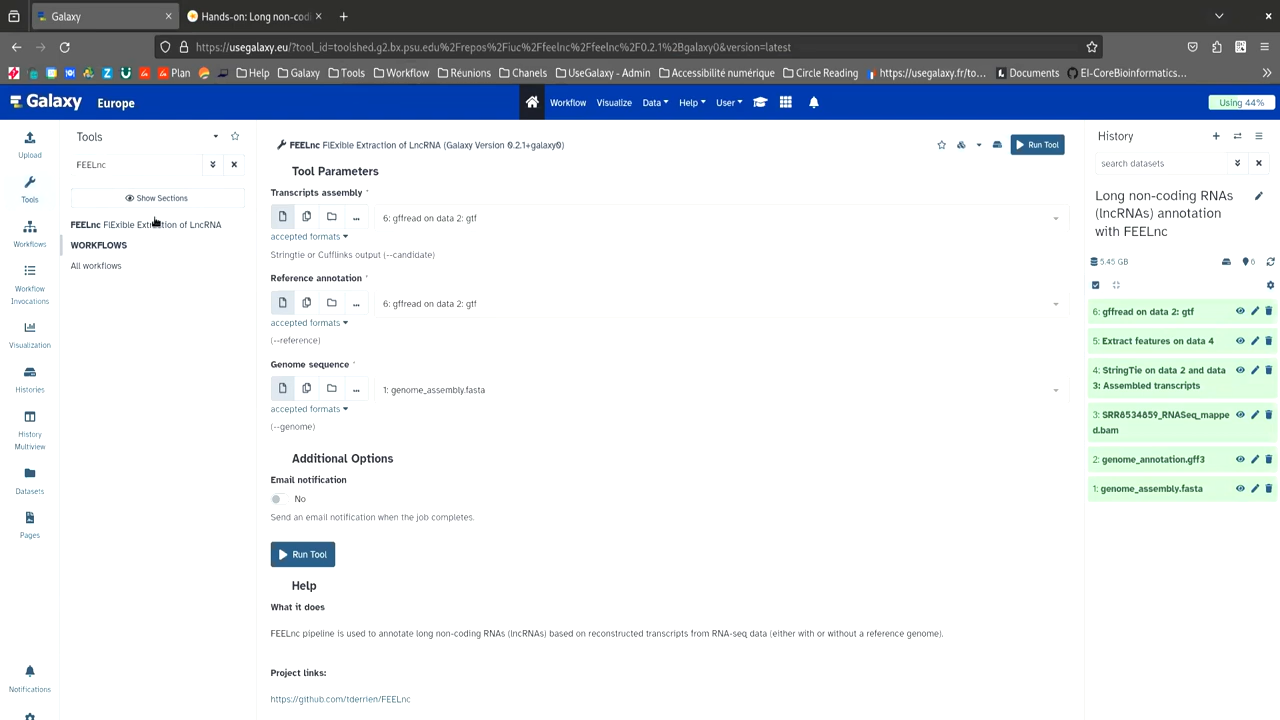 Galaxy
Hands-on: Long non-codi
https://usegalaxy.eu/?tool_id=toolshed.g2.bx.psu.edu%2Frepos%2Fiuc%2Ffeelnc%2Ffeelnc%2F0.2.1%2Bgalaxy0&version=latest
Plan
Help
Galaxy
Tools
Workflow
Réunions
Chanels
UseGalaxy - Admin
Accessibilité numérique
Circle Reading
https://usegalaxy.fr/to...
Documents
EI-CoreBioinformatics...
Galaxy Europe
Workflow
Visualize
Data
Help
User
Using 44%
Upload
Tools
Workflows
Workflow
Invocations
Visualization
Histories
History
Multiview
Datasets
Pages
Notifications
Tools
FEELnc
Show Sections
FEELnc FlExible Extraction of LncRNA
WORKFLOWS
All workflows
FEELnc FlExible Extraction of LncRNA (Galaxy Version 0.2.1+galaxy0)
Run Tool
Tool Parameters
Transcripts assembly *
...
6: gffread on data 2: gtf
accepted formats
Stringtie or Cufflinks output (--candidate)
Reference annotation *
...
6: gffread on data 2: gtf
accepted formats
(--reference)
Genome sequence *
...
1: genome_assembly.fasta
accepted formats
(--genome)
Additional Options
Email notification
No
Send an email notification when the job completes.
Run Tool
Help
What it does
FEELnc pipeline is used to annotate long non-coding RNAs (lncRNAs) based on reconstructed transcripts from RNA-seq data (either with or without a reference genome).
Project links:
https://github.com/tderrien/FEELnc
History
search datasets
Long non-coding RNAs
(lncRNAs) annotation
with FEELnc
5.45 GB
6
6: gffread on data 2: gtf
5: Extract features on data 4
4: StringTie on data 2 and data
3: Assembled transcripts
3: SRR8534859_RNASeq_mappe
d.bam
2: genome_annotation.gff3
1: genome_assembly.fasta